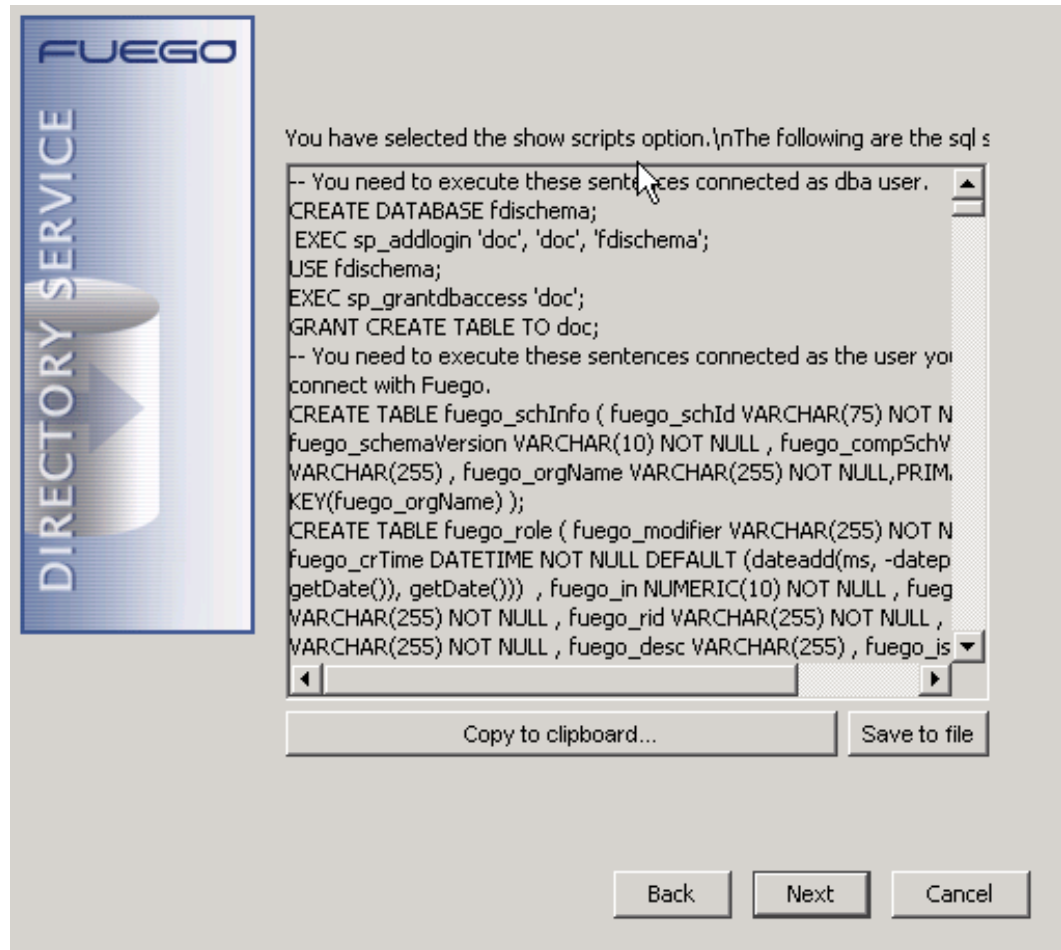 FUEGO
DIRECTORY SERVICE
You have selected the show scripts option.\nThe following are the sql s
-- You need to execute these sentences connected as dba user.
CREATE DATABASE fdischema;
EXEC sp_addlogin 'doc', 'doc', 'fdischema';
USE fdischema;
EXEC sp_grantdbaccess 'doc';
GRANT CREATE TABLE TO doc;
-- You need to execute these sentences connected as the user you
connect with Fuego.
CREATE TABLE fuego_schInfo ( fuego_schId VARCHAR(75) NOT N
fuego_schemaVersion VARCHAR(10) NOT NULL , fuego_compSchV
VARCHAR(255) , fuego_orgName VARCHAR(255) NOT NULL,PRIMA
KEY(fuego_orgName) );
CREATE TABLE fuego_role ( fuego_modifier VARCHAR(255) NOT N
fuego_crTime DATETIME NOT NULL DEFAULT (dateadd(ms, -datep
getDate()), getDate())) , fuego_in NUMERIC(10) NOT NULL , fueg
VARCHAR(255) NOT NULL , fuego_rid VARCHAR(255) NOT NULL ,
VARCHAR(255) NOT NULL , fuego_desc VARCHAR(255) , fuego_is
Copy to clipboard...
Save to file
Back
Next
Cancel